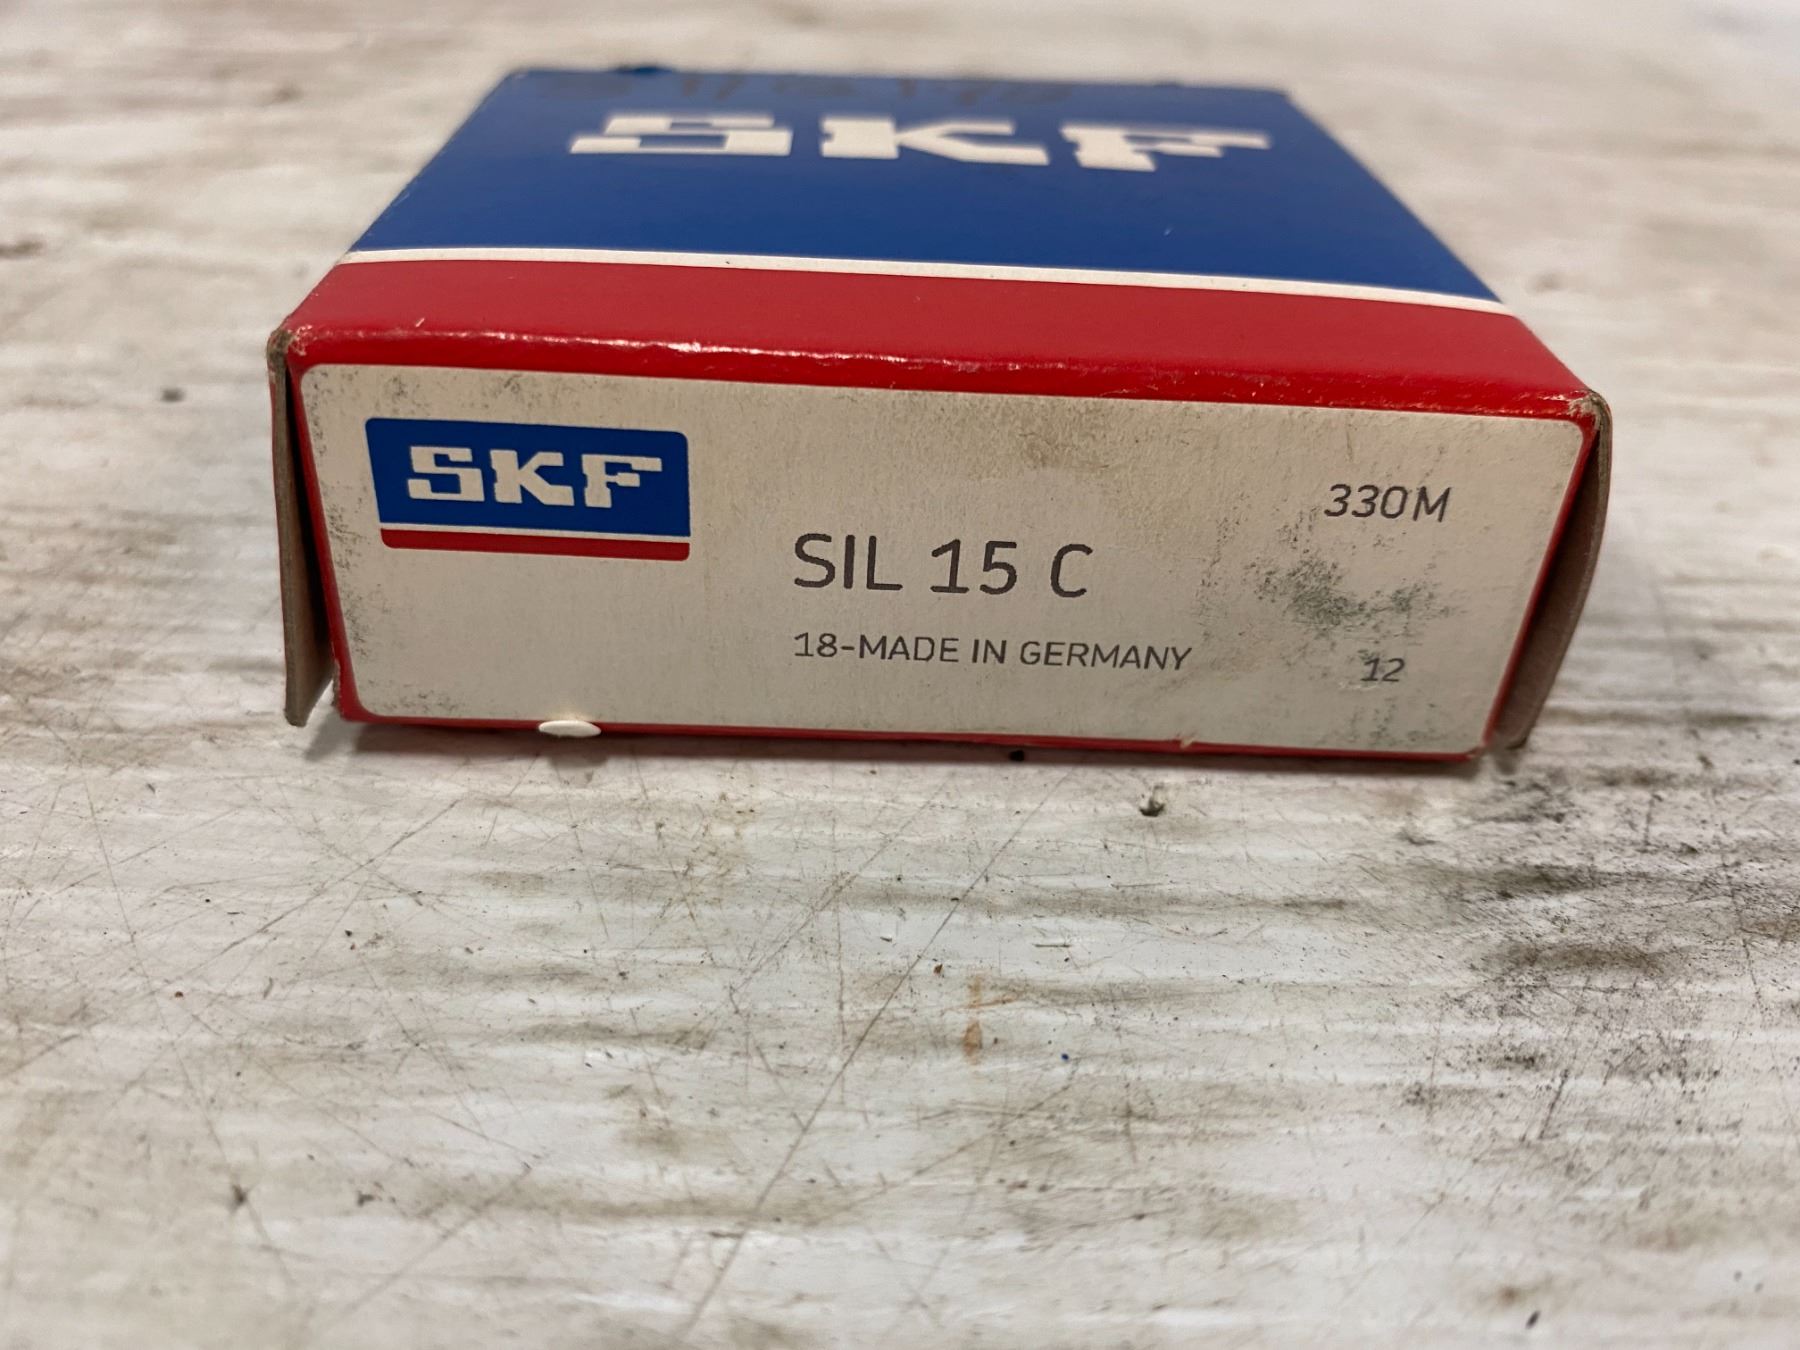 SKF
SKF
330M
SIL 15 C
18-MADE IN GERMANY
12